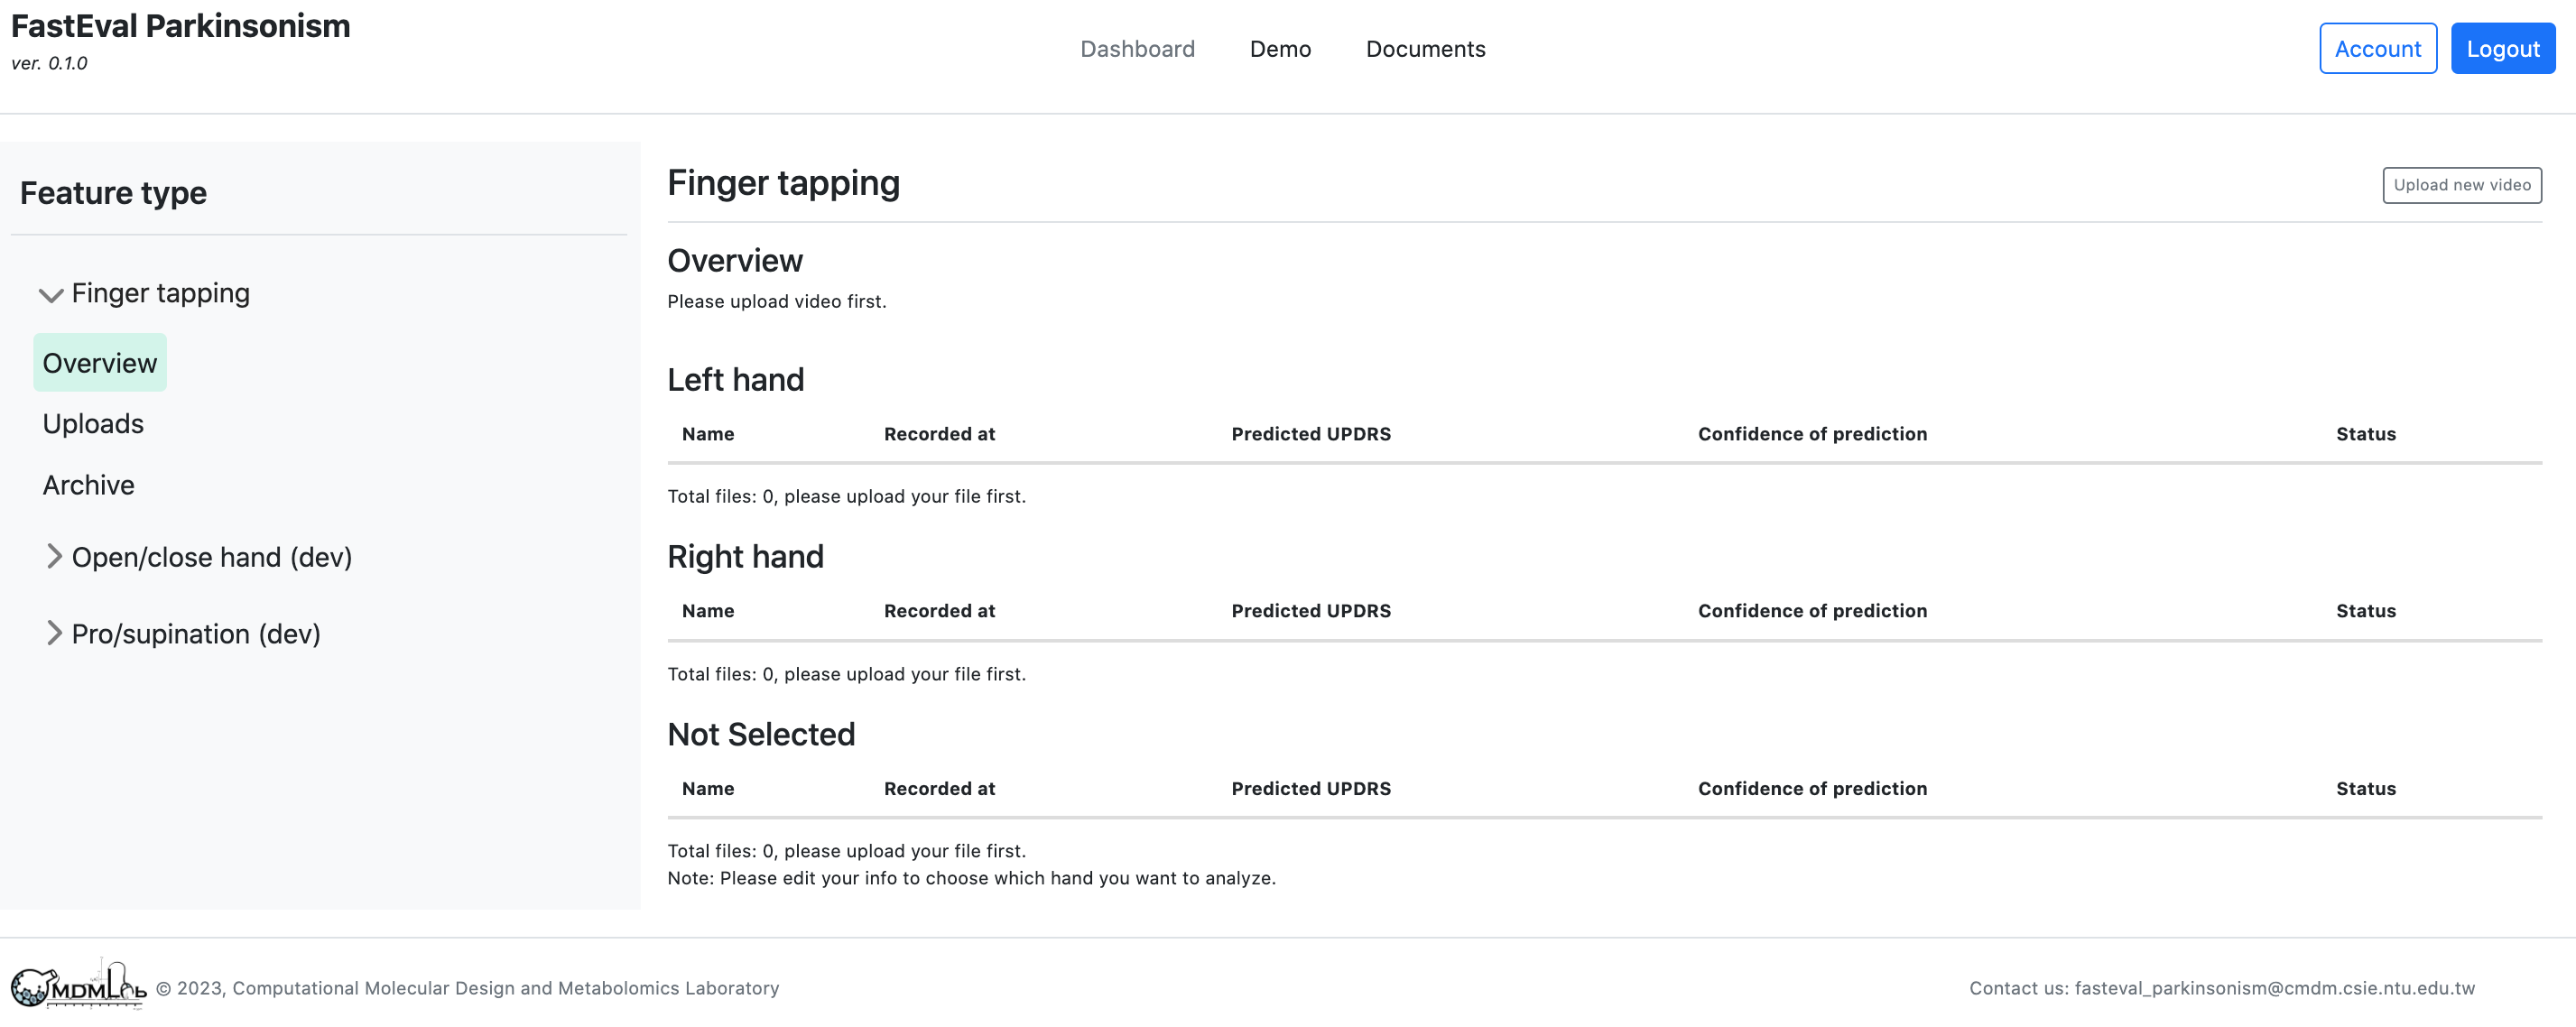 FastEval Parkinsonism
ver. 0.1.0
Dashboard Demo Documents
Account Logout
Feature type
Finger tapping
Overview
Uploads
Archive
Open/close hand (dev)
Pro/supination (dev)
Finger tapping
Upload new video
Overview
Please upload video first.
Left hand
Name Recorded at Predicted UPDRS Confidence of prediction Status
Total files: 0, please upload your file first.
Right hand
Name Recorded at Predicted UPDRS Confidence of prediction Status
Total files: 0, please upload your file first.
Not Selected
Name Recorded at Predicted UPDRS Confidence of prediction Status
Total files: 0, please upload your file first.
Note: Please edit your info to choose which hand you want to analyze.
CMDMLab © 2023, Computational Molecular Design and Metabolomics Laboratory
Contact us: fasteval_parkinsonism@cmdm.csie.ntu.edu.tw